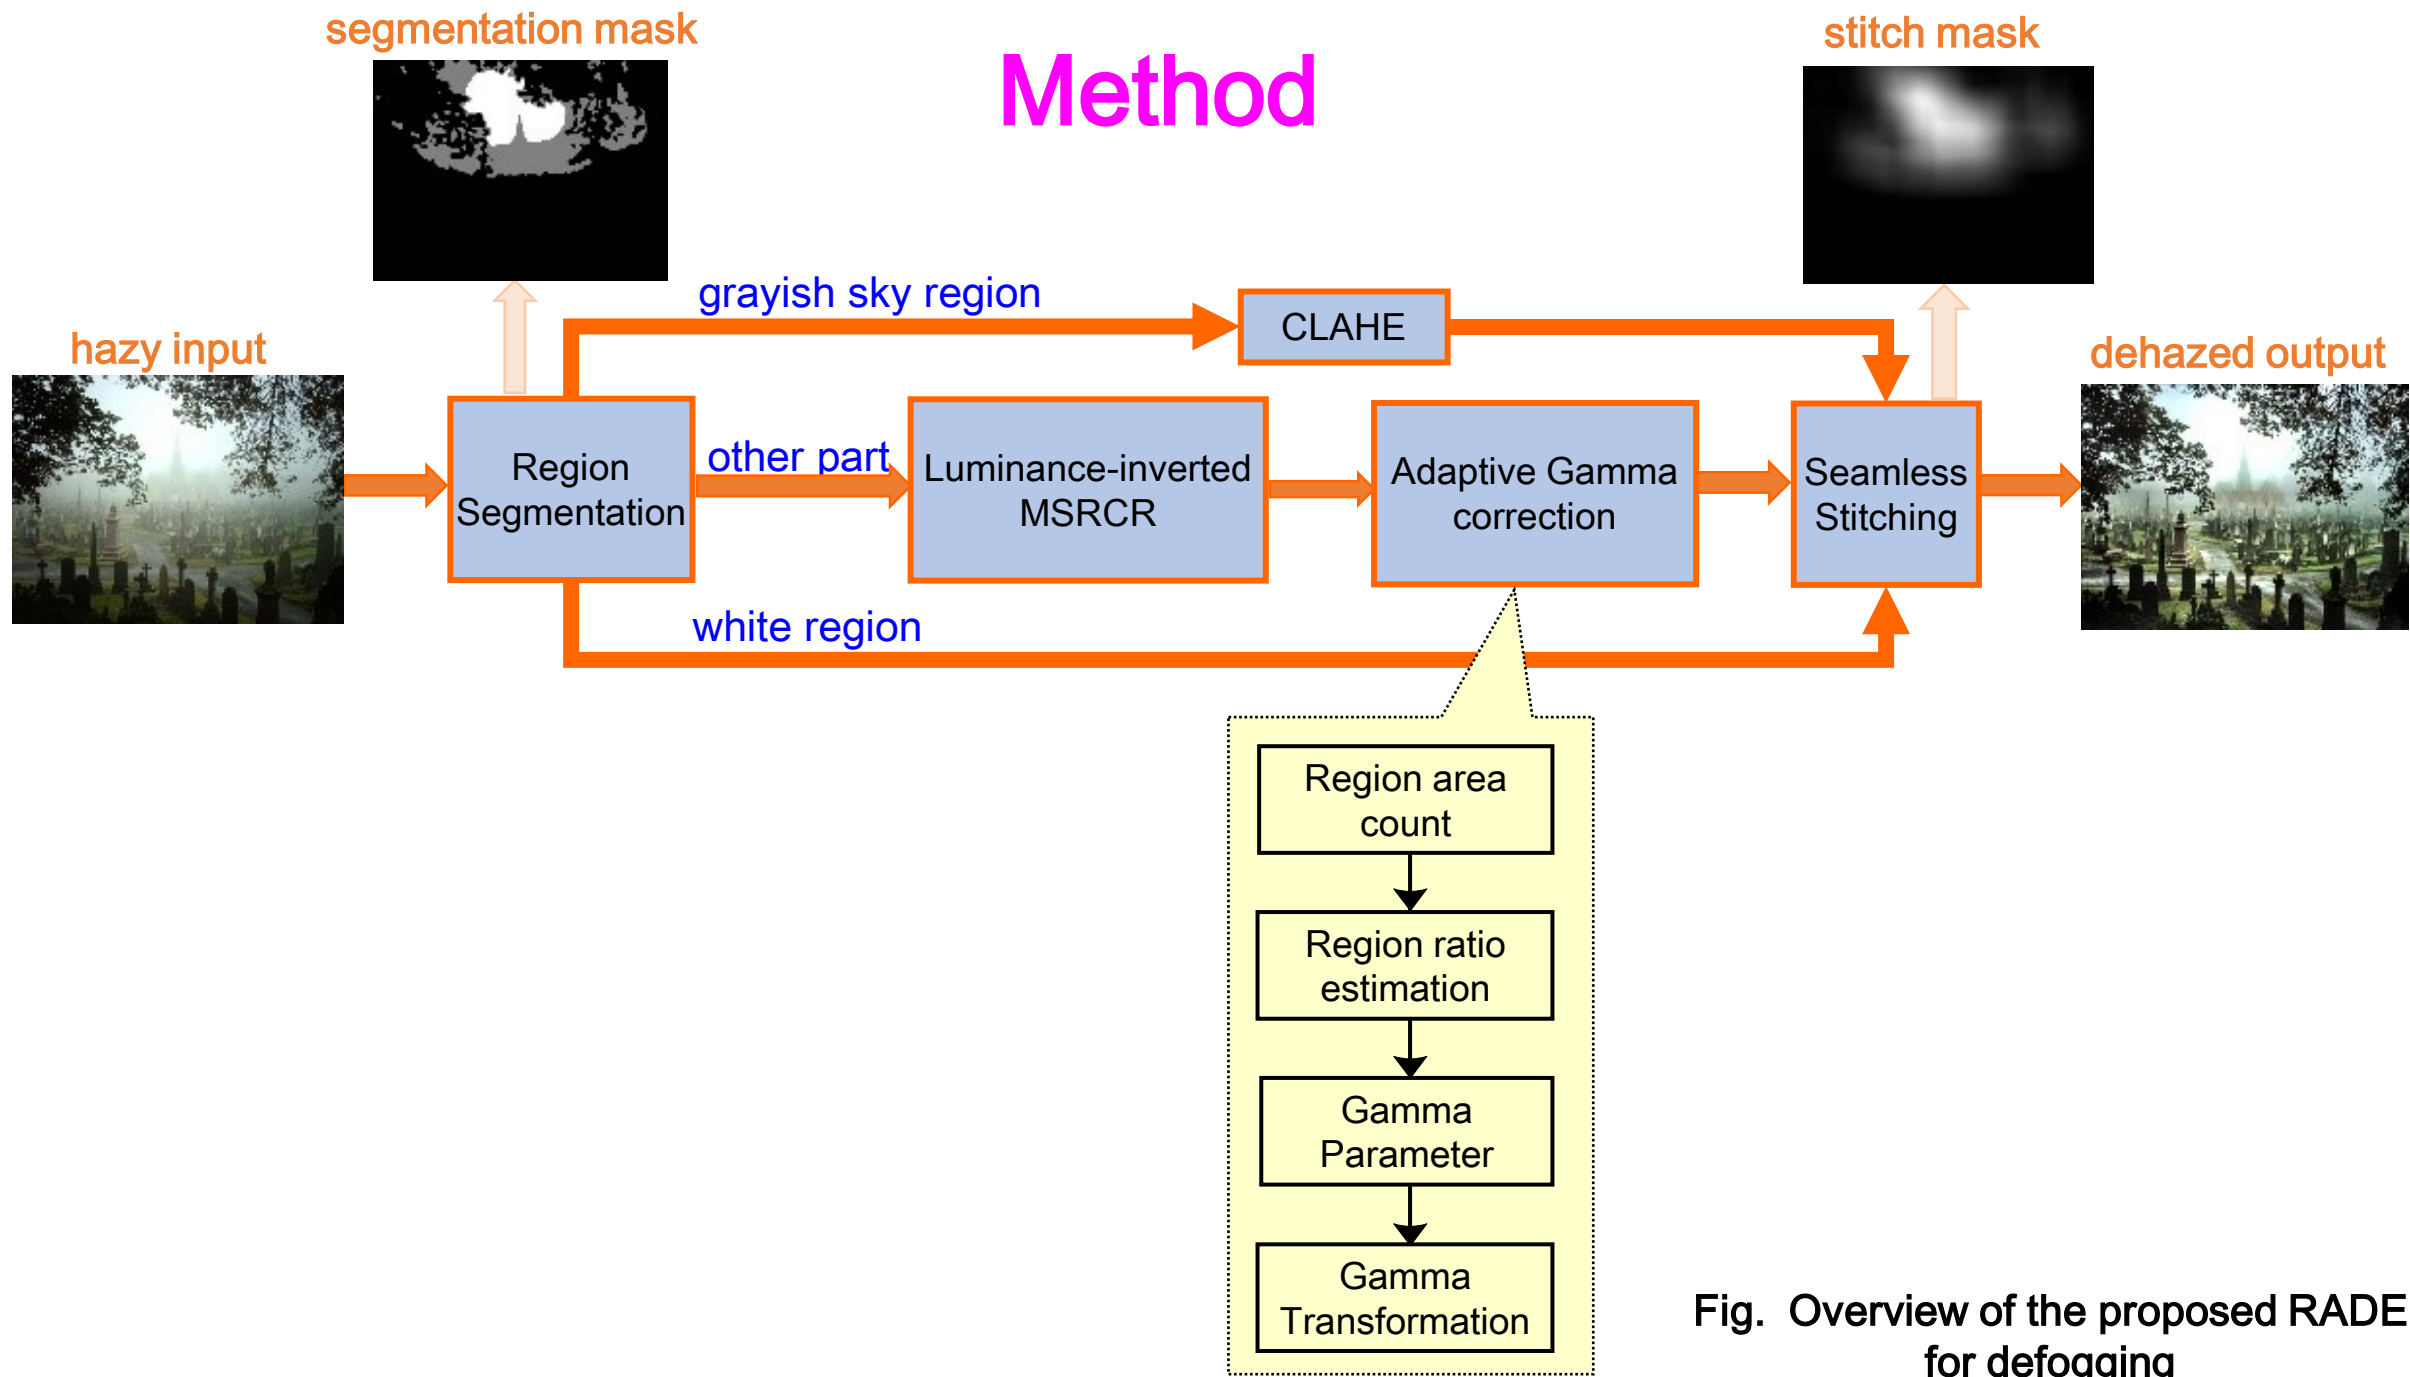 segmentation mask
Method
stitch mask
grayish sky region
CLAHE
hazy input
dehazed output
Region
Segmentation
other part
Luminance-inverted
MSRCR
Adaptive Gamma
correction
Seamless
Stitching
white region
Region area
count
Region ratio
estimation
Gamma
Parameter
Gamma
Transformation
Fig. Overview of the proposed RADE
for defogging